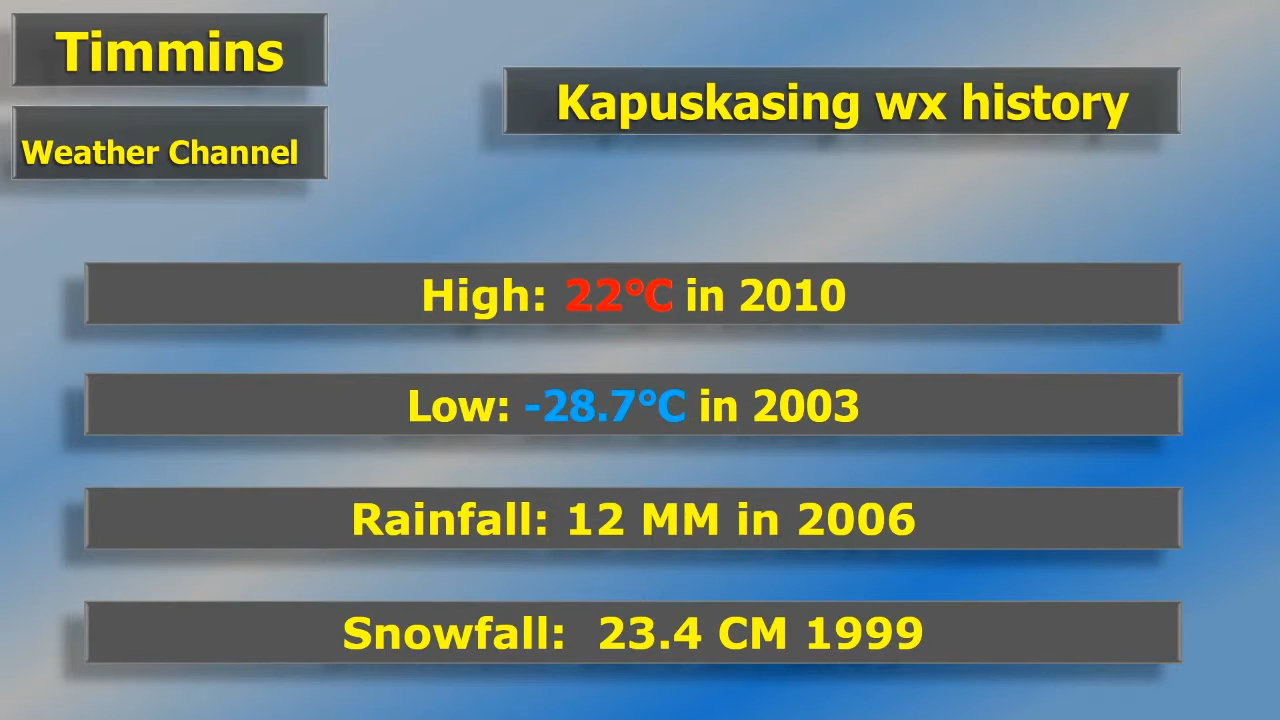 Timmins
Weather Channel
Kapuskasing wx history
High: 22°C in 2010
Low: -28.7°C in 2003
Rainfall: 12 MM in 2006
Snowfall: 23.4 CM 1999